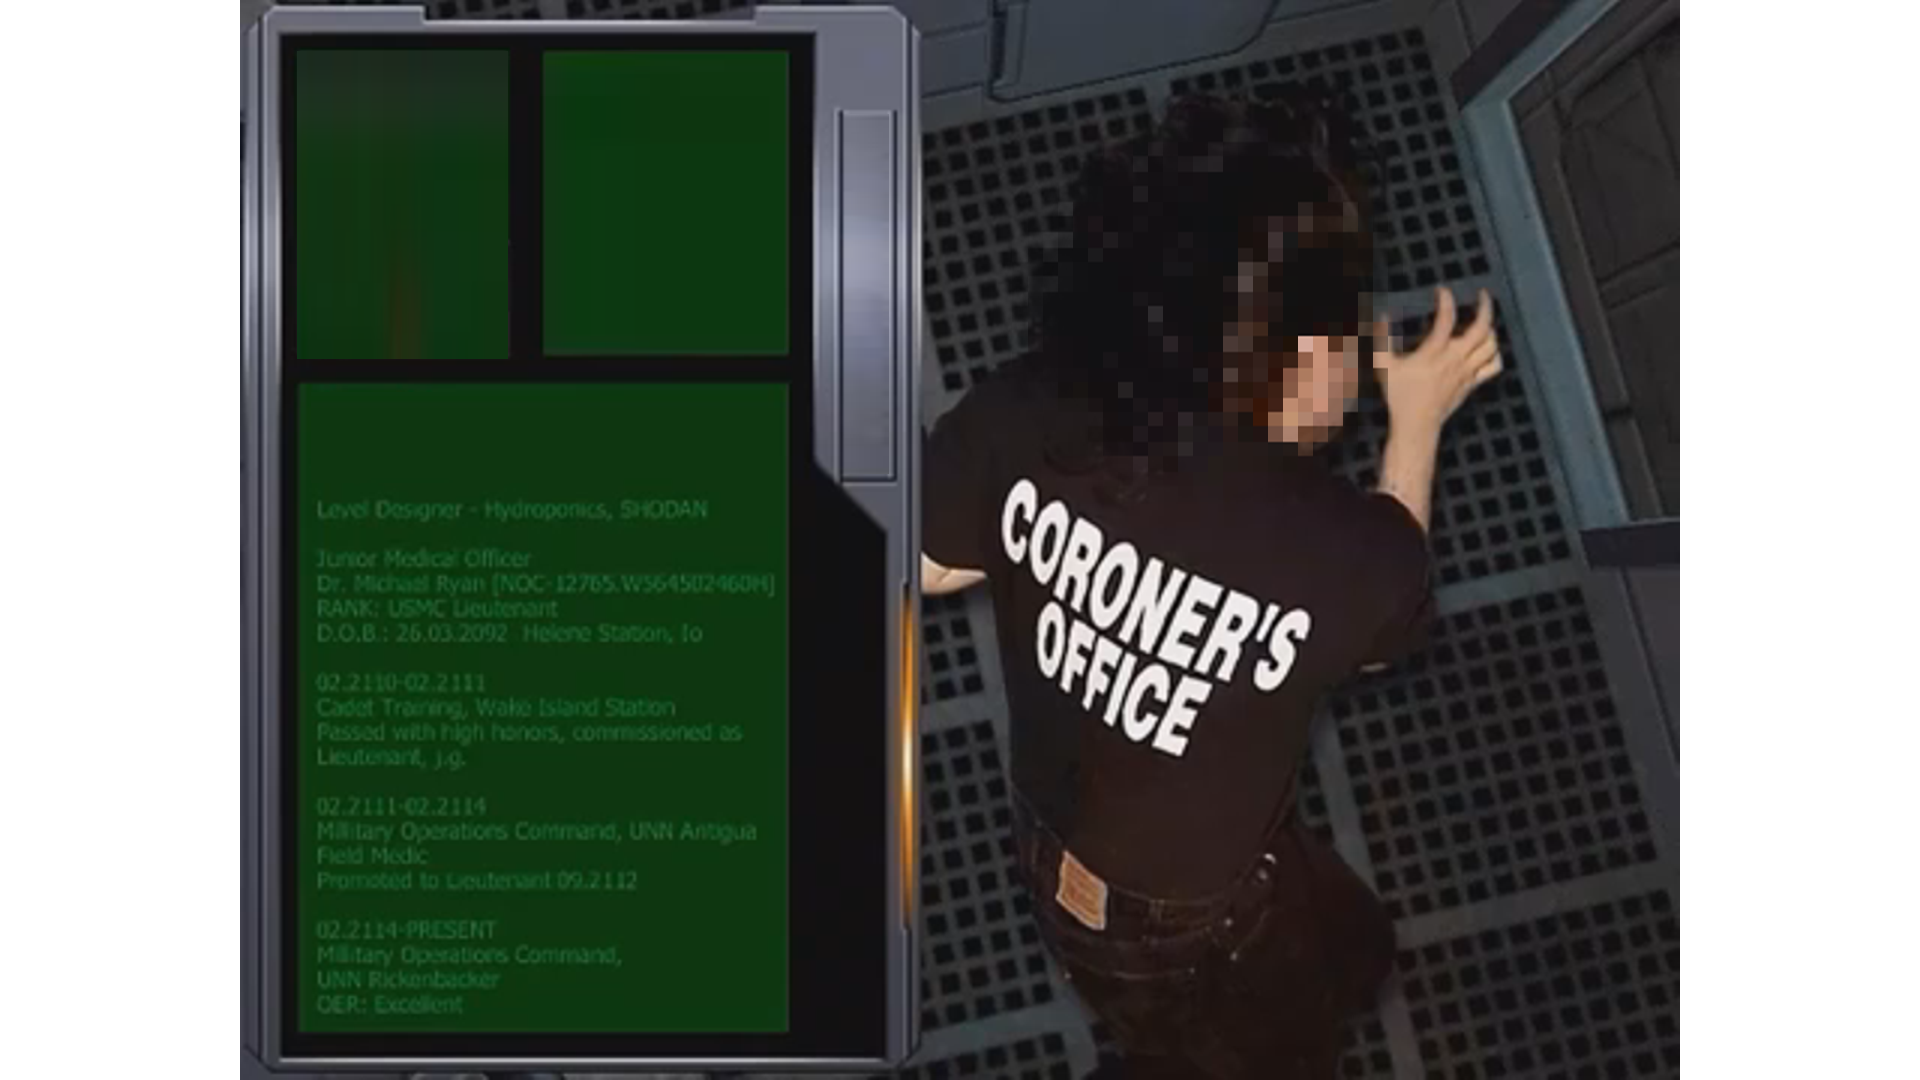 Level Designer - Hydroponics, SHODAN
Junior Medical Officer
Dr. Michael Ryan [NOC-12765.W564502460H]
RANK: USMC Lieutenant
D.O.B.: 26.03.2092 Helene Station, Io
02.2110-02.2111
Cadet Training, Wake Island Station
Passed with high honors, commissioned as
Lieutenant, j.g.
02.2111-02.2114
Military Operations Command, UNN Antigua
Field Medic
Promoted to Lieutenant 09.2112
02.2114-PRESENT
Military Operations Command,
UNN Rickenbacker
OER: Excellent
CORONER'S
OFFICE